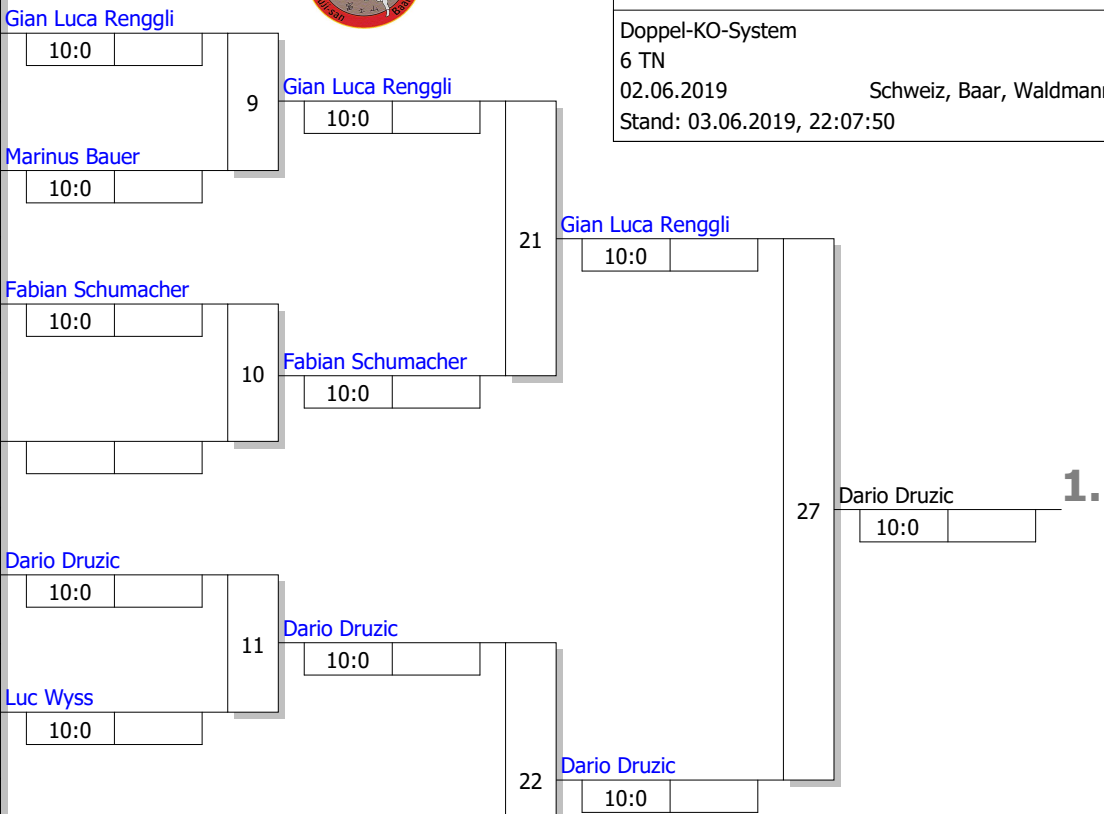 Doppel-KO-System
6 TN
02.06.2019 Schweiz, Baar,
Stand: 03.06.2019, 22:07:50
Gian Luca Renggli
10:0
9
Gian Luca Renggli
10:0
Marinus Bauer
10:0
21
Gian Luca Renggli
10:0
Fabian Schumacher
10:0
10
Fabian Schumacher
10:0
27
Dario Druzic
1.
10:0
Dario Druzic
10:0
11
Dario Druzic
10:0
Luc Wyss
10:0
22
Dario Druzic
10:0